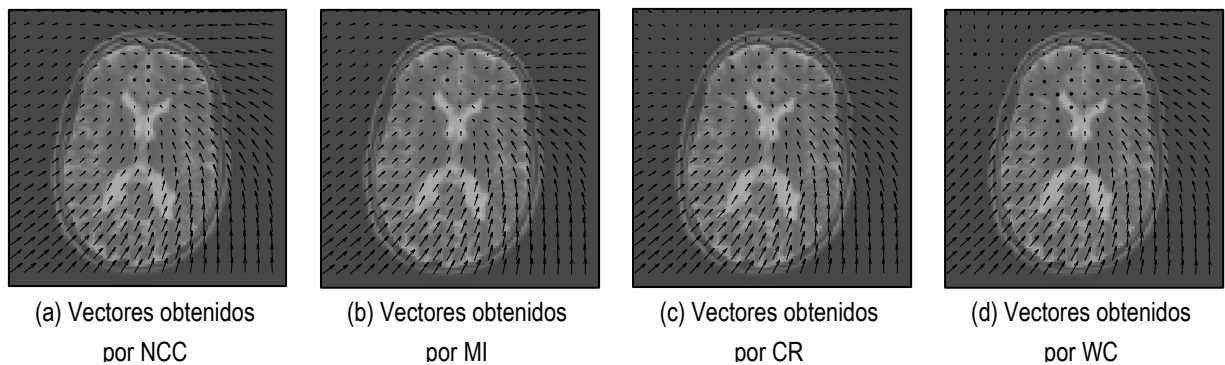 (a) Vectores obtenidos
por NCC
(b) Vectores obtenidos
por MI
(c) Vectores obtenidos
por CR
(d) Vectores obtenidos
por WC